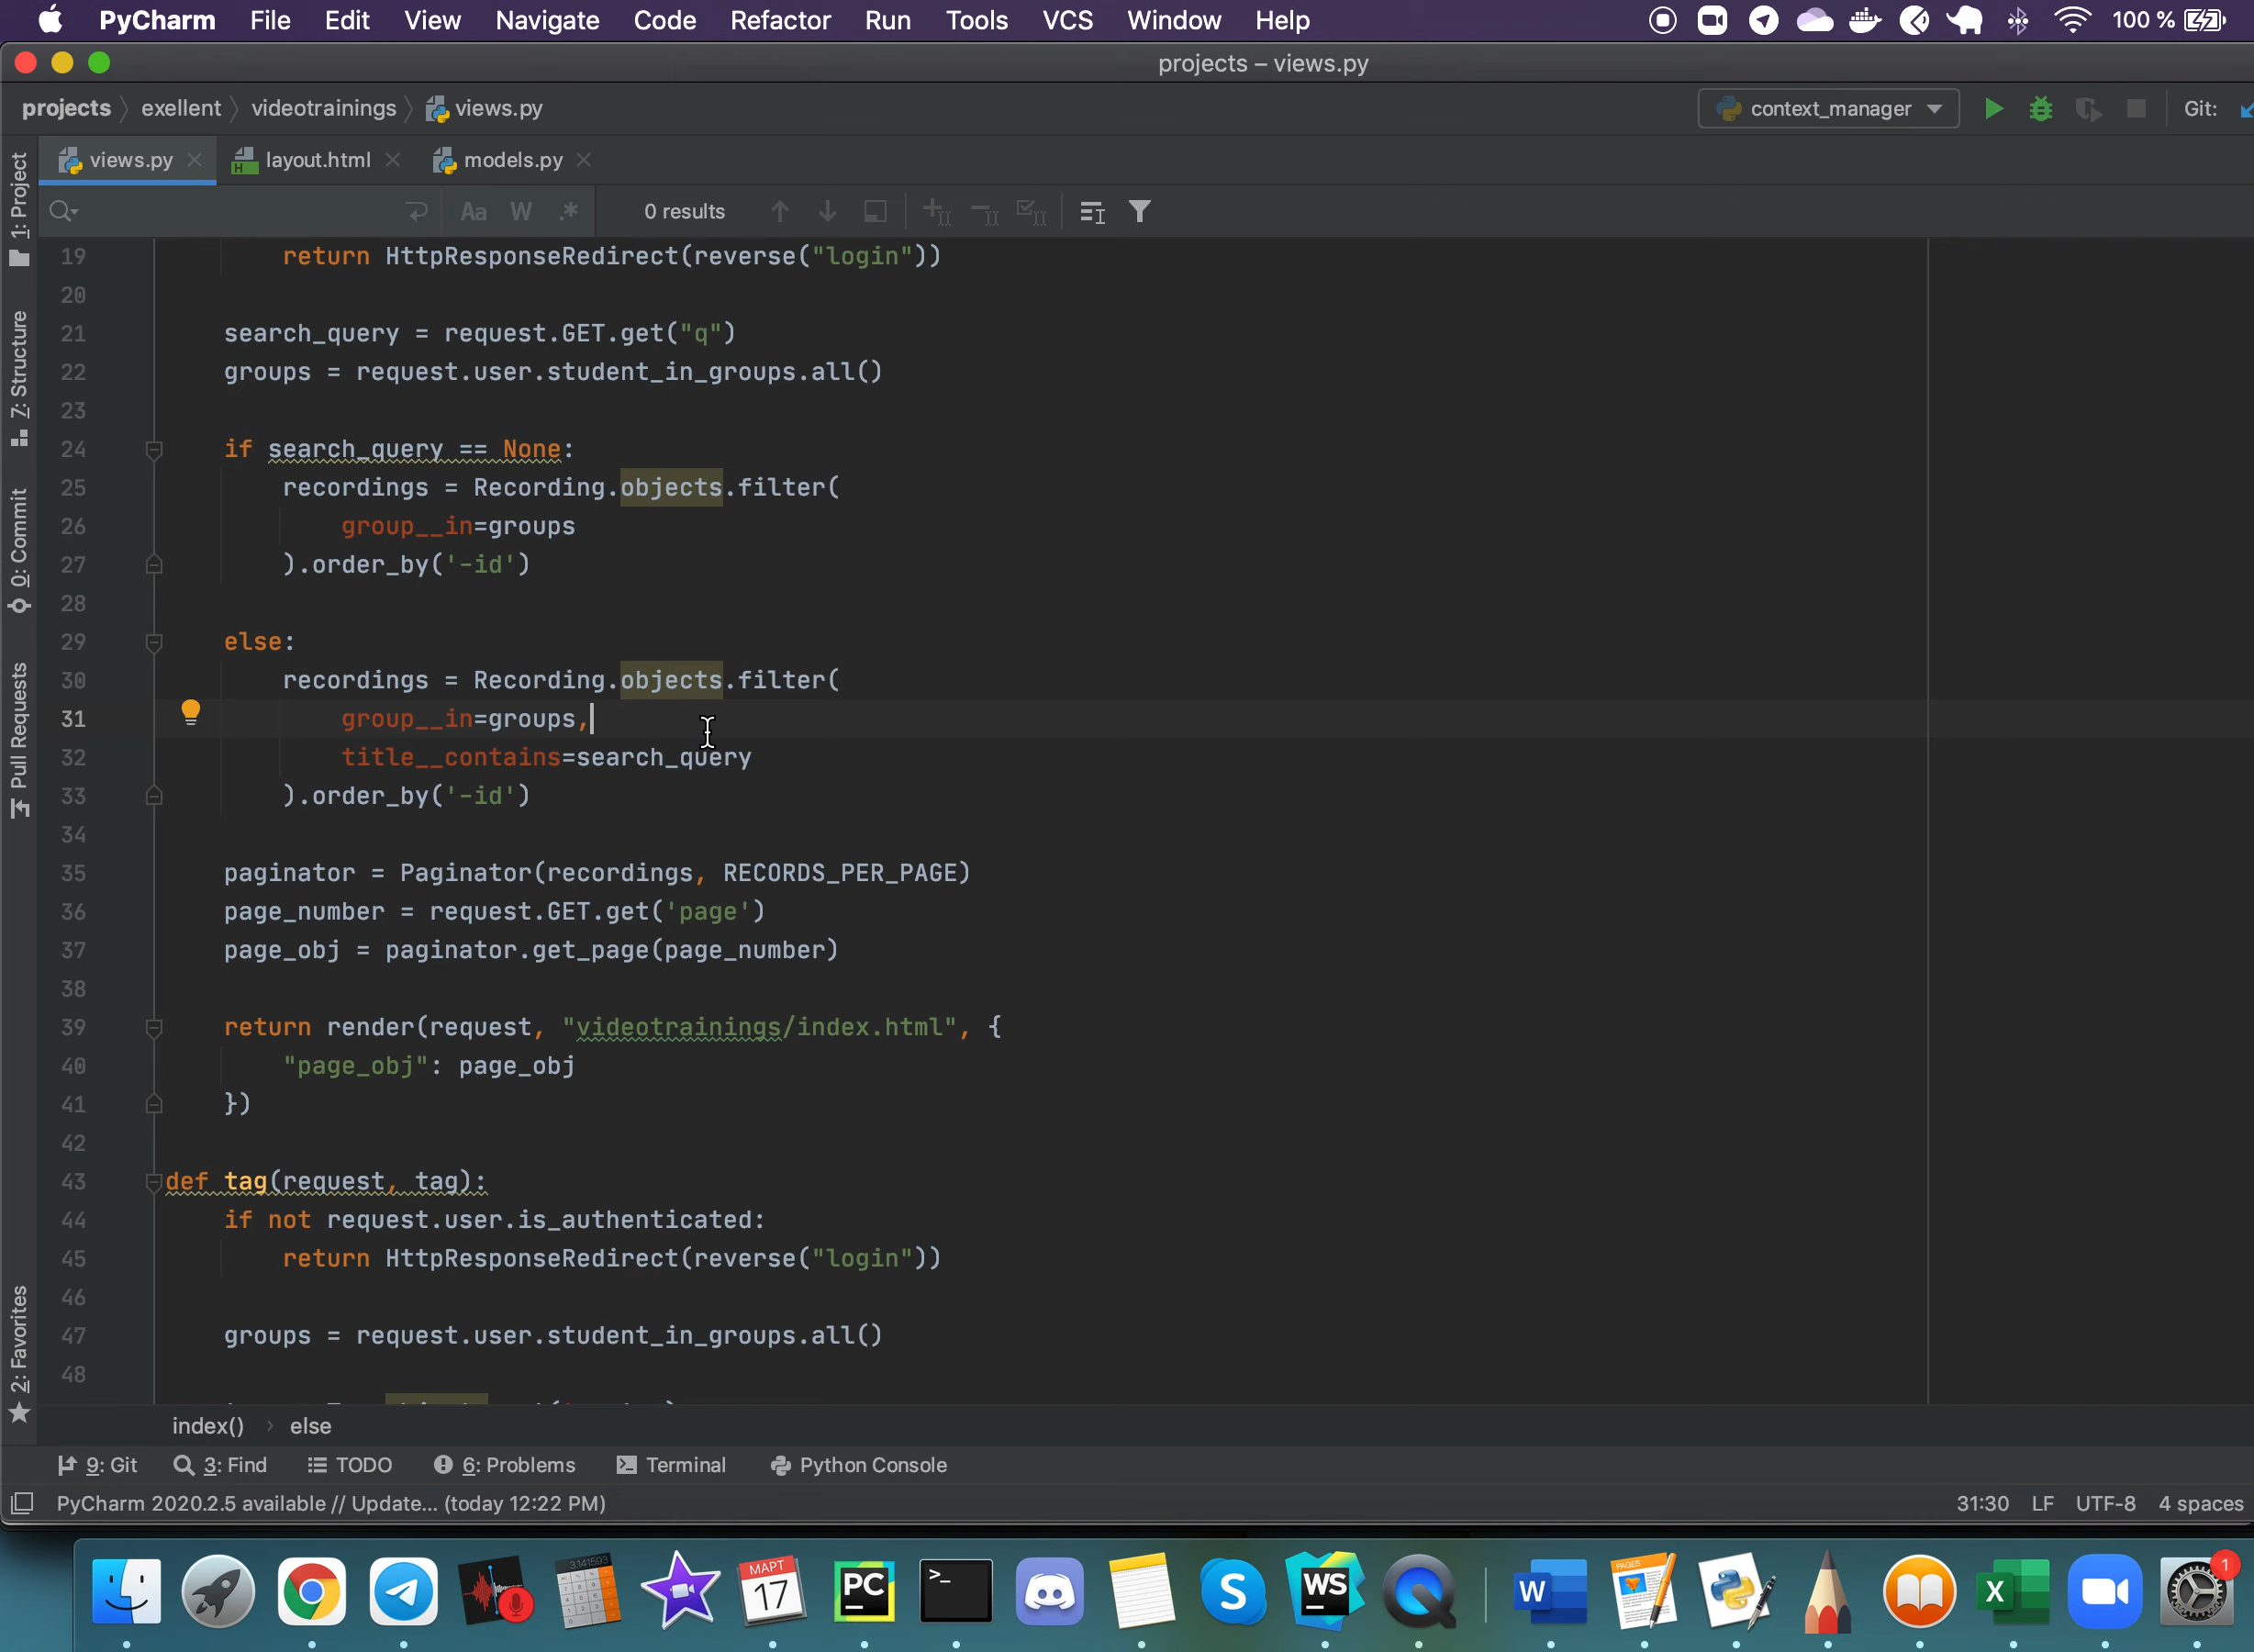 PyCharm File Edit View Navigate Code Refactor Run Tools VCS Window Help 100 %
projects – views.py
projects exellent videotrainings views.py context_manager Git:
views.py layout.html models.py
Aa W .* 0 results
1: Project
7: Structure
0: Commit
Pull Requests
2: Favorites
19 return HttpResponseRedirect(reverse("login"))
20
21 search_query = request.GET.get("q")
22 groups = request.user.student_in_groups.all()
23
24 if search_query == None:
25 recordings = Recording.objects.filter(
26 group__in=groups
27 ).order_by('-id')
28
29 else:
30 recordings = Recording.objects.filter(
31 group__in=groups,
32 title__contains=search_query
33 ).order_by('-id')
34
35 paginator = Paginator(recordings, RECORDS_PER_PAGE)
36 page_number = request.GET.get('page')
37 page_obj = paginator.get_page(page_number)
38
39 return render(request, "videotrainings/index.html", {
40 "page_obj": page_obj
41 })
42
43 def tag(request, tag):
44 if not request.user.is_authenticated:
45 return HttpResponseRedirect(reverse("login"))
46
47 groups = request.user.student_in_groups.all()
48
index() › else
9: Git 3: Find TODO 6: Problems Terminal Python Console
PyCharm 2020.2.5 available // Update... (today 12:22 PM) 31:30 LF UTF-8 4 spaces
3.141593 МАРТ 17 PC >_ S WS W PAGES X 1